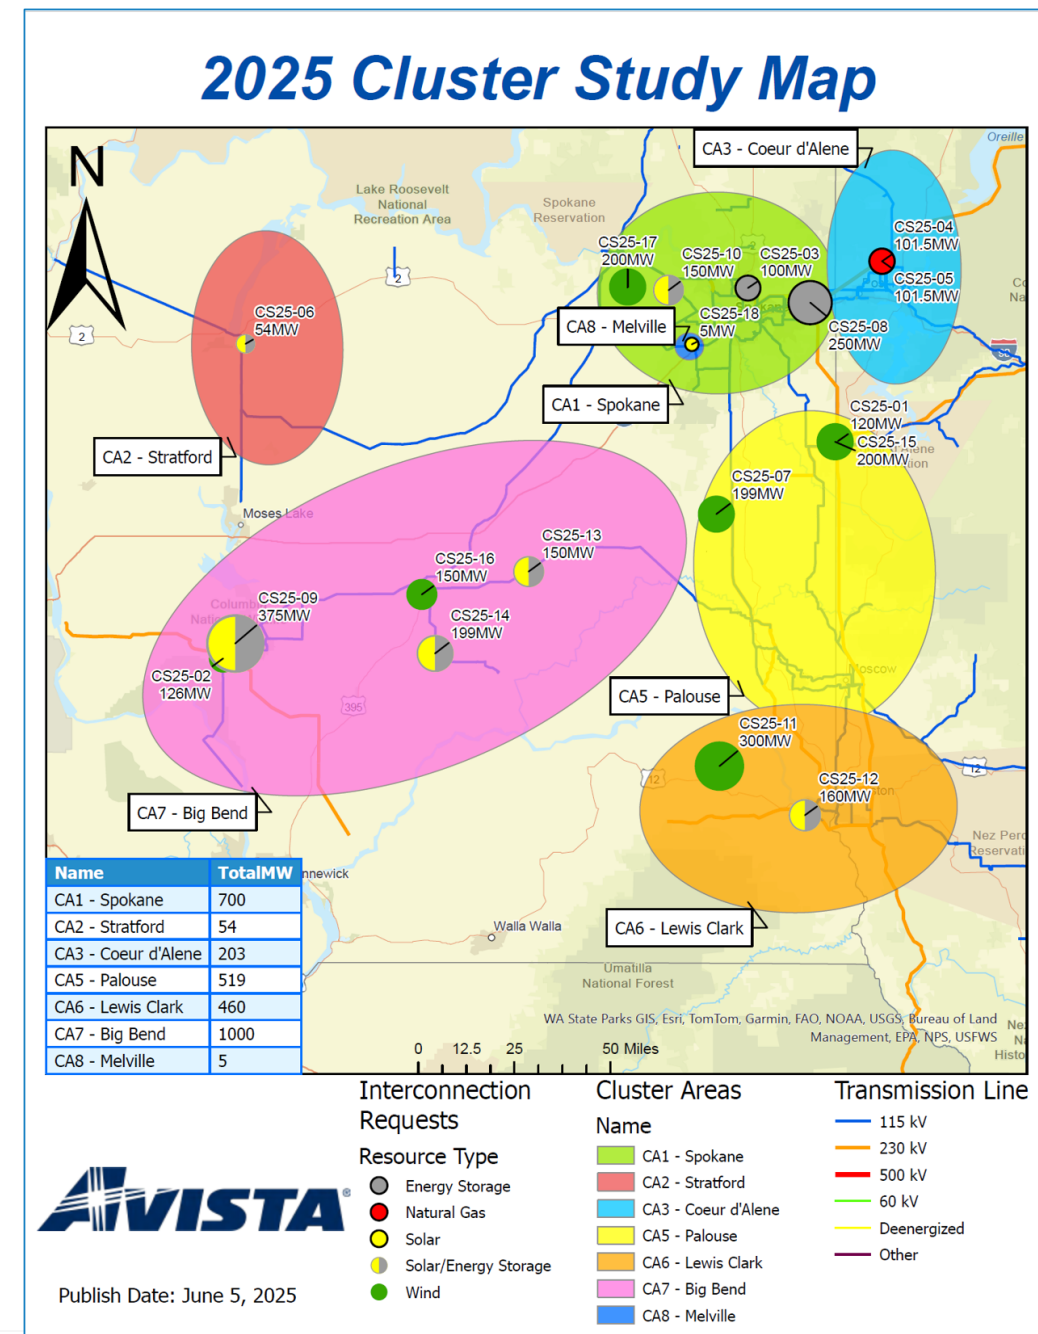 2025 Cluster Study Map
N
CA3 - Coeur d'Alene
Oreille
Lake Roosevelt
National
Recreation Area
Spokane
Reservation
CS25-17
200MW
CS25-10
150MW
CS25-03
100MW
CS25-04
101.5MW
CS25-05
101.5MW
2
2
2
CS25-06
54MW
CA8 - Melville
CS25-18
5MW
CS25-08
250MW
CA1 - Spokane
CA2 - Stratford
CS25-01
120MW
CS25-15
200MW
CS25-07
199MW
Moses Lake
CS25-13
150MW
CS25-16
150MW
CS25-09
375MW
CS25-14
199MW
CS25-02
126MW
395
Moscow
CA5 - Palouse
CS25-11
300MW
12
12
CS25-12
160MW
CA7 - Big Bend
Nez Perc
Reservati
nnewick
Walla Walla
CA6 - Lewis Clark
Umatilla
National Forest
Name TotalMW
CA1 - Spokane 700
CA2 - Stratford 54
CA3 - Coeur d'Alene 203
CA5 - Palouse 519
CA6 - Lewis Clark 460
CA7 - Big Bend 1000
CA8 - Melville 5
WA State Parks GIS, Esri, TomTom, Garmin, FAO, NOAA, USGS, Bureau of Land
Management, EPA, NPS, USFWS
Histo
0 12.5 25 50 Miles
Interconnection
Requests
Resource Type
Energy Storage
Natural Gas
Solar
Solar/Energy Storage
Wind
Cluster Areas
Name
CA1 - Spokane
CA2 - Stratford
CA3 - Coeur d'Alene
CA5 - Palouse
CA6 - Lewis Clark
CA7 - Big Bend
CA8 - Melville
Transmission Line
115 kV
230 kV
500 kV
60 kV
Deenergized
Other
AVISTA®
Publish Date: June 5, 2025